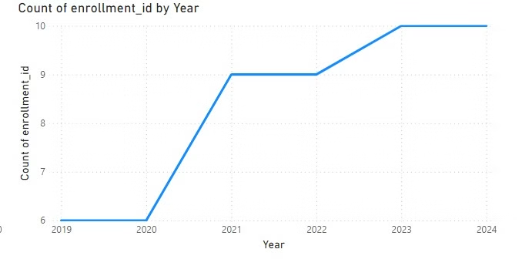 Count of enrollment_id by Year
10
9
8
7
6
Count of enrollment_id
2019 2020 2021 2022 2023 2024
Year